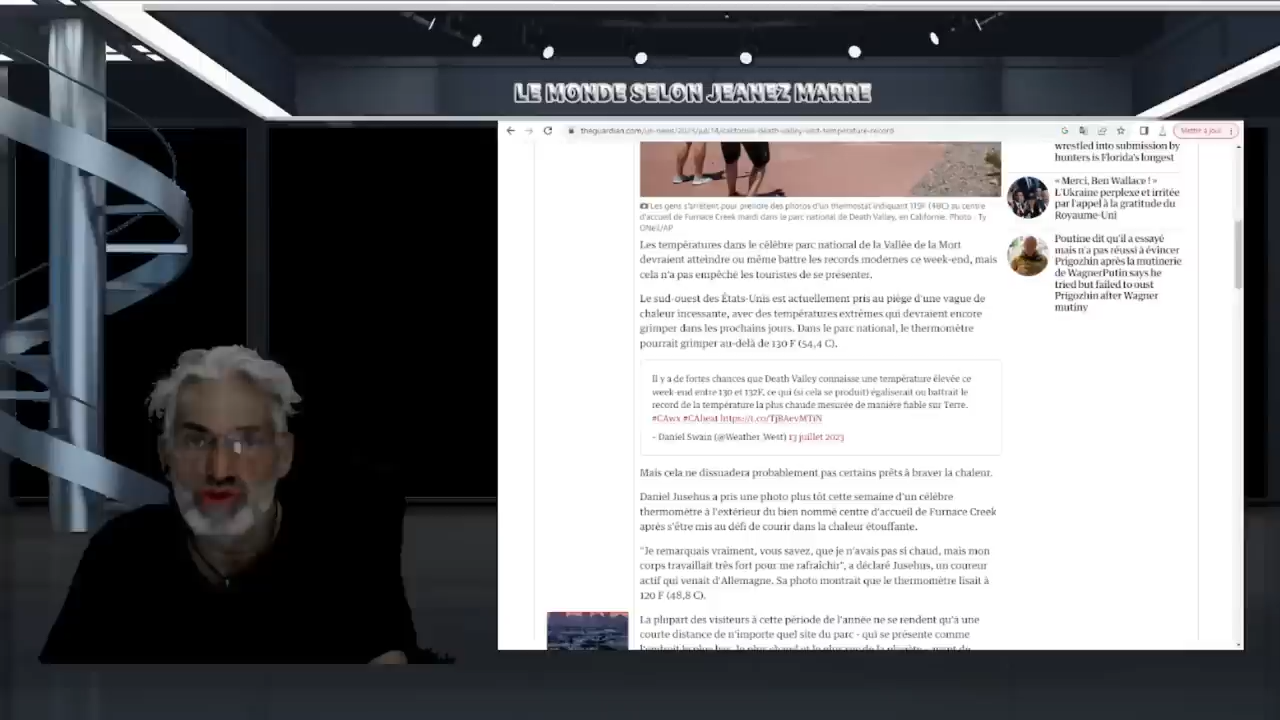 LE MONDE SELON JEANEZ MARRE
Mettre à jour
wrestled into submission by
hunters is Florida's longest
« Merci, Ben Wallace ! »
L'Ukraine perplexe et irritée
par l'appel à la gratitude du
Royaume-Uni
Poutine dit qu'il a essayé
mais n'a pas réussi à évincer
Prigozhin après la mutinerie
de WagnerPutin says he
tried but failed to oust
Prigozhin after Wagner
mutiny
Les gens s'arrêtent pour prendre des photos d'un thermostat indiquant 119F (48C) au centre
d'accueil de Furnace Creek mardi dans le parc national de Death Valley, en Californie. Photo : Ty
ONeil/AP
Les températures dans le célèbre parc national de la Vallée de la Mort
devraient atteindre ou même battre les records modernes ce week-end, mais
cela n'a pas empêché les touristes de se présenter.
Le sud-ouest des États-Unis est actuellement pris au piège d'une vague de
chaleur incessante, avec des températures extrêmes qui devraient encore
grimper dans les prochains jours. Dans le parc national, le thermomètre
pourrait grimper au-delà de 130 F (54,4 C).
Il y a de fortes chances que Death Valley connaisse une température élevée ce
week-end entre 130 et 132F, ce qui (si cela se produit) égaliserait ou battrait le
record de la température la plus chaude mesurée de manière fiable sur Terre.
#CAwx #CAheat https://t.co/TjBAevMTiN
- Daniel Swain (@Weather_West) 13 juillet 2023
Mais cela ne dissuadera probablement pas certains prêts à braver la chaleur.
Daniel Jusehus a pris une photo plus tôt cette semaine d'un célèbre
thermomètre à l'extérieur du bien nommé centre d'accueil de Furnace Creek
après s'être mis au défi de courir dans la chaleur étouffante.
"Je remarquais vraiment, vous savez, que je n'avais pas si chaud, mais mon
corps travaillait très fort pour me rafraîchir", a déclaré Jusehus, un coureur
actif qui venait d'Allemagne. Sa photo montrait que le thermomètre lisait à
120 F (48,8 C).
La plupart des visiteurs à cette période de l'année ne se rendent qu'à une
courte distance de n'importe quel site du parc - qui se présente comme